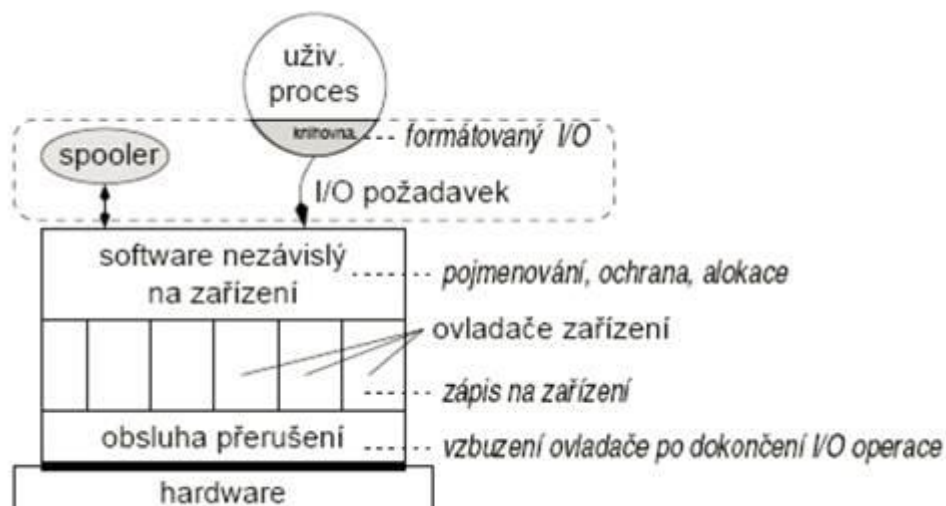 uživ.
proces
knihovna
formátovaný I/O
spooler
I/O požadavek
software nezávislý
na zařízení
pojmenování, ochrana, alokace
ovladače zařízení
zápis na zařízení
obsluha přerušení
vzbuzení ovladače po dokončení I/O operace
hardware